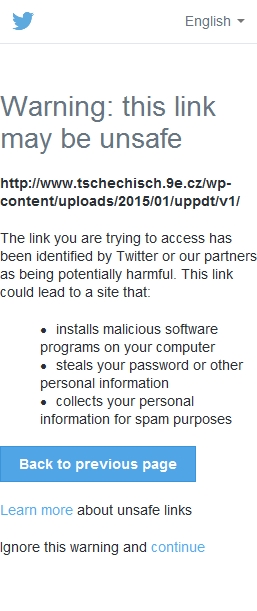 English
Warning: this link
may be unsafe
http://www.tschechisch.9e.cz/wp-
content/uploads/2015/01/uppdt/v1/
The link you are trying to access has
been identified by Twitter or our partners
as being potentially harmful. This link
could lead to a site that:
• installs malicious software
programs on your computer
• steals your password or other
personal information
• collects your personal
information for spam purposes
Back to previous page
Learn more about unsafe links
Ignore this warning and continue